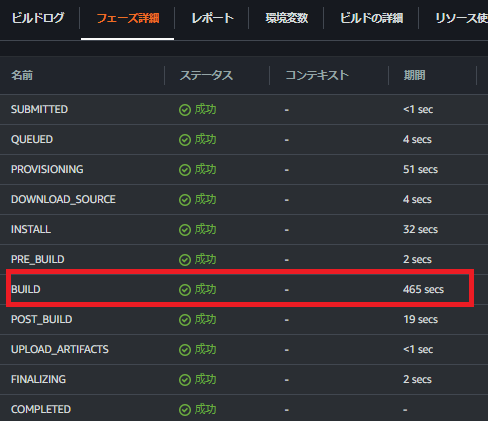 ビルドログ フェーズ詳細 レポート 環境変数 ビルドの詳細 リソース使
名前 ステータス コンテキスト 期間
SUBMITTED 成功 - <1 sec
QUEUED 成功 - 4 secs
PROVISIONING 成功 - 51 secs
DOWNLOAD_SOURCE 成功 - 4 secs
INSTALL 成功 - 32 secs
PRE_BUILD 成功 - 2 secs
BUILD 成功 - 465 secs
POST_BUILD 成功 - 19 secs
UPLOAD_ARTIFACTS 成功 - <1 sec
FINALIZING 成功 - 2 secs
COMPLETED 成功 - -